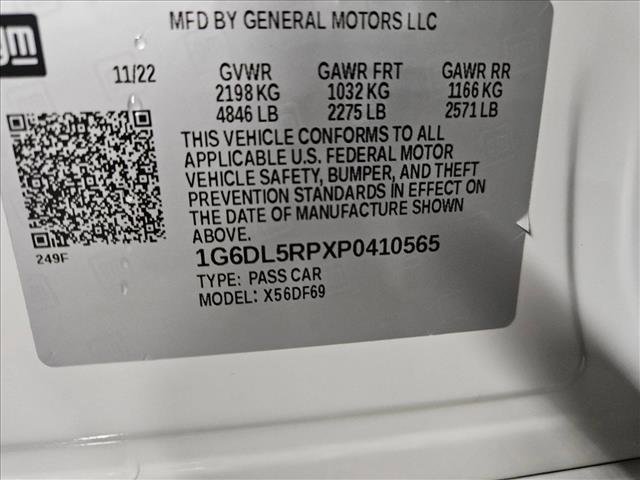 gm
MFD BY GENERAL MOTORS LLC
11/22 GVWR GAWR FRT GAWR RR
2198 KG 1032 KG 1166 KG
4846 LB 2275 LB 2571 LB
THIS VEHICLE CONFORMS TO ALL
APPLICABLE U.S. FEDERAL MOTOR
VEHICLE SAFETY, BUMPER, AND THEFT
PREVENTION STANDARDS IN EFFECT ON
THE DATE OF MANUFACTURE SHOWN ABOVE.
249F
1G6DL5RPXP0410565
TYPE: PASS CAR
MODEL: X56DF69